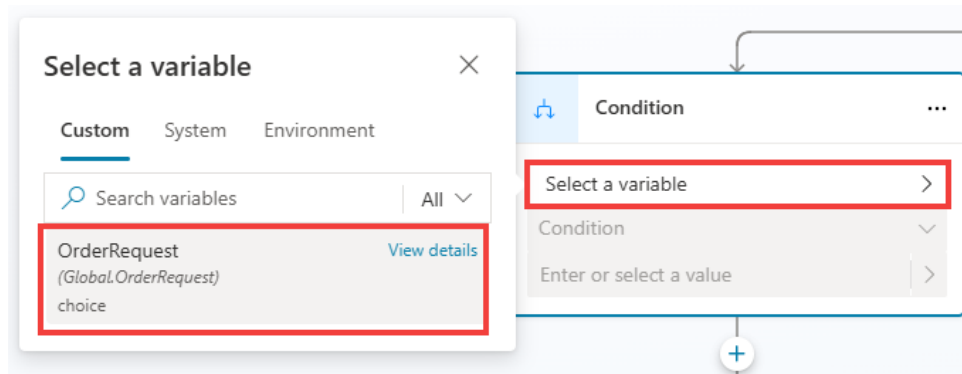 Select a variable
Custom System Environment
Search variables All
OrderRequest View details
(Global.OrderRequest)
choice
Condition
Select a variable
Condition
Enter or select a value